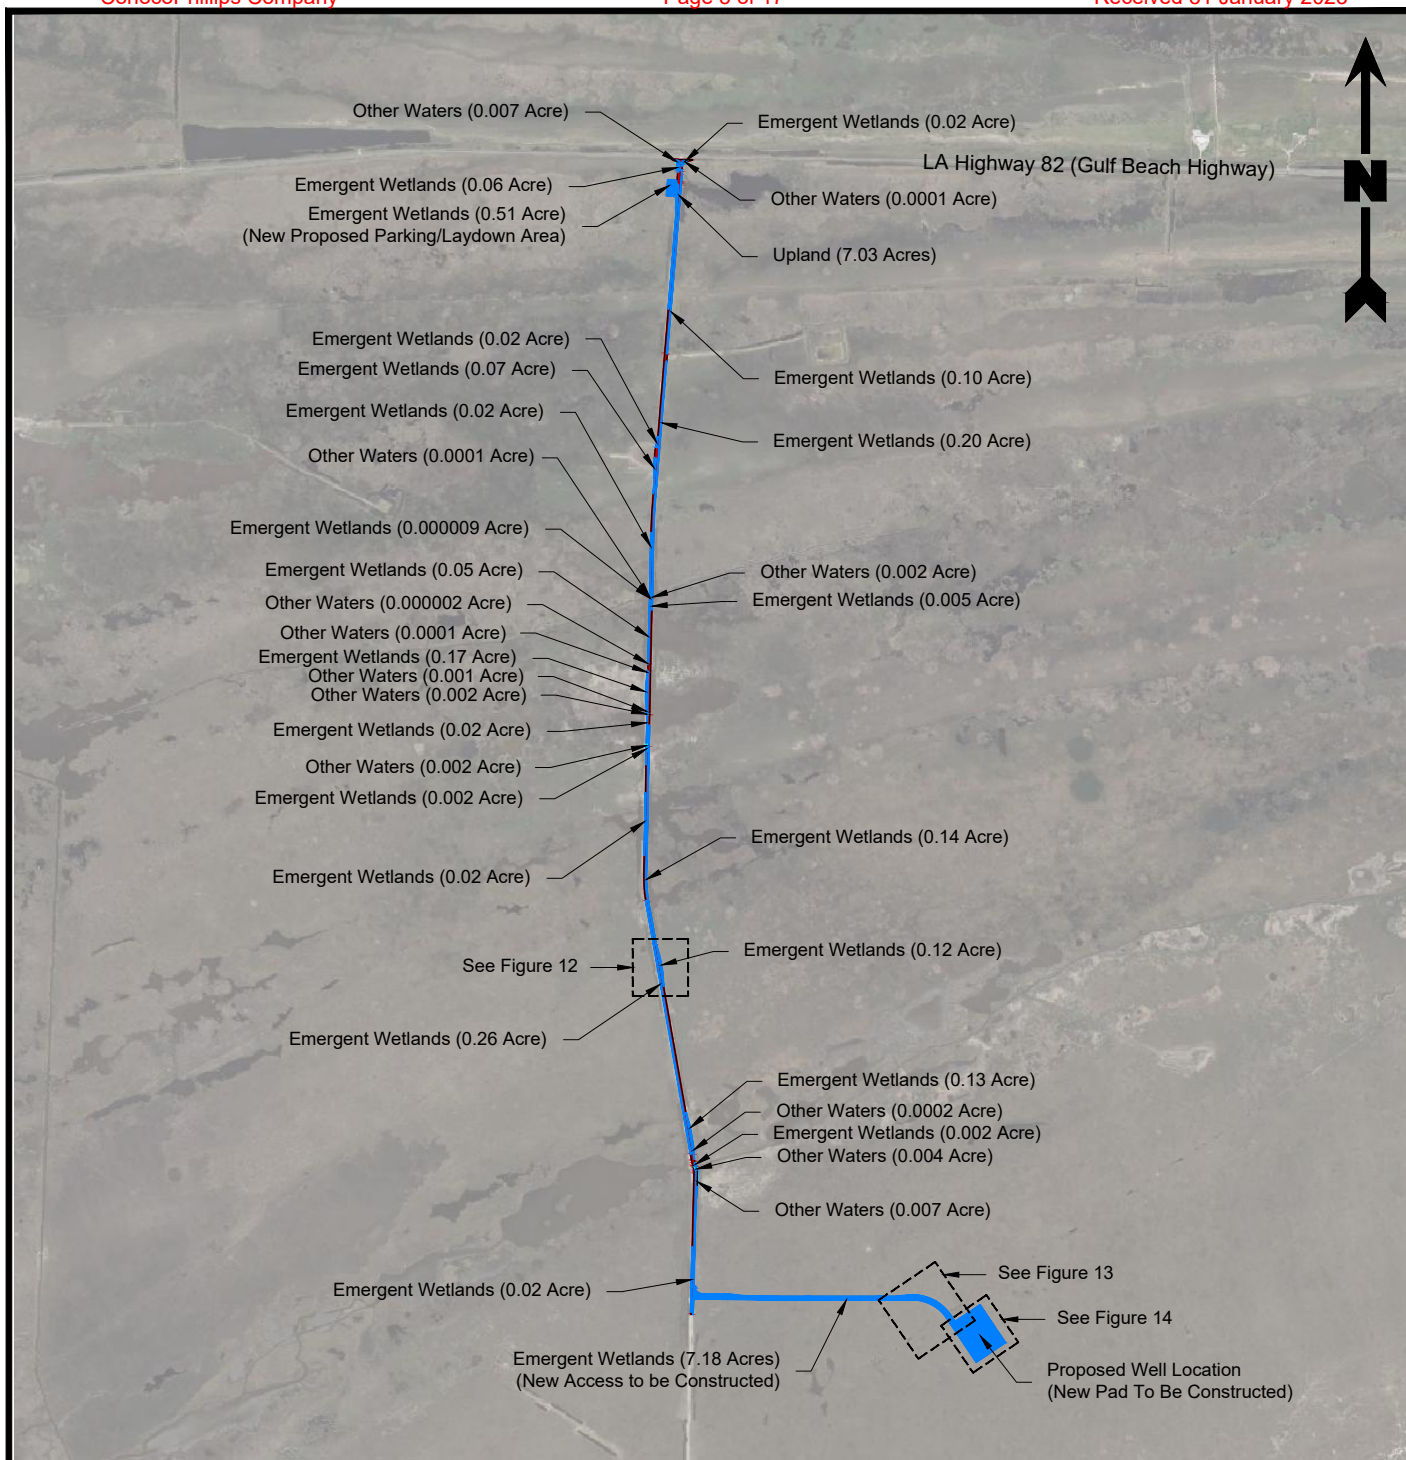 ConocoPhillips Company
Page 6 of 17
Received 31 January 2023
Other Waters (0.007 Acre)
Emergent Wetlands (0.02 Acre)
LA Highway 82 (Gulf Beach Highway)
N
Emergent Wetlands (0.06 Acre)
Other Waters (0.0001 Acre)
Emergent Wetlands (0.51 Acre)
(New Proposed Parking/Laydown Area)
Upland (7.03 Acres)
Emergent Wetlands (0.02 Acre)
Emergent Wetlands (0.07 Acre)
Emergent Wetlands (0.10 Acre)
Emergent Wetlands (0.02 Acre)
Emergent Wetlands (0.20 Acre)
Other Waters (0.0001 Acre)
Emergent Wetlands (0.000009 Acre)
Emergent Wetlands (0.05 Acre)
Other Waters (0.002 Acre)
Other Waters (0.000002 Acre)
Emergent Wetlands (0.005 Acre)
Other Waters (0.0001 Acre)
Emergent Wetlands (0.17 Acre)
Other Waters (0.001 Acre)
Other Waters (0.002 Acre)
Emergent Wetlands (0.02 Acre)
Other Waters (0.002 Acre)
Emergent Wetlands (0.002 Acre)
Emergent Wetlands (0.14 Acre)
Emergent Wetlands (0.02 Acre)
Emergent Wetlands (0.12 Acre)
See Figure 12
Emergent Wetlands (0.26 Acre)
Emergent Wetlands (0.13 Acre)
Other Waters (0.0002 Acre)
Emergent Wetlands (0.002 Acre)
Other Waters (0.004 Acre)
Other Waters (0.007 Acre)
See Figure 13
Emergent Wetlands (0.02 Acre)
See Figure 14
Emergent Wetlands (7.18 Acres)
(New Access to be Constructed)
Proposed Well Location
(New Pad To Be Constructed)